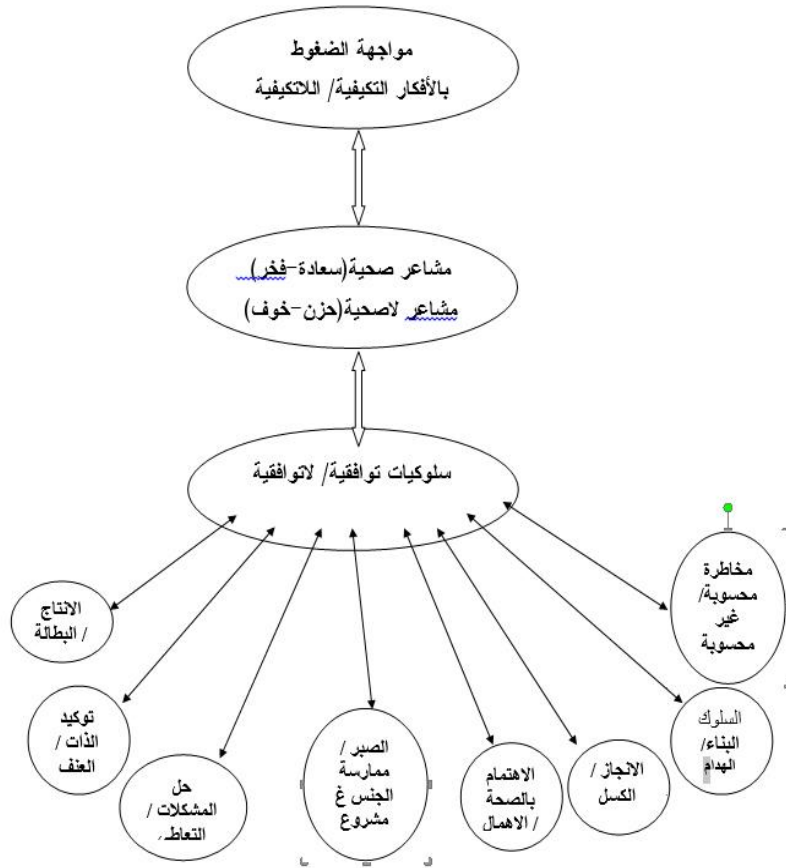 مواجهة الضغوط
بالأفكار التكيفية/ اللاتكيفية
مشاعر صحية(سعادة-فخر)
مشاعر لاصحية(حزن-خوف)
سلوكيات توافقية/ لاتوافقية
مخاطرة
محسوبة/
غير
محسوبة
السلوك
البناء/
الهدام
الانجاز /
الكسل
الاهتمام
بالصحة
/ الاهمال
الصبر /
ممارسة
الجنس غ
مشروع
حل
المشكلات /
توكيد
الذات /
العنف
الانتاج
/ البطالة